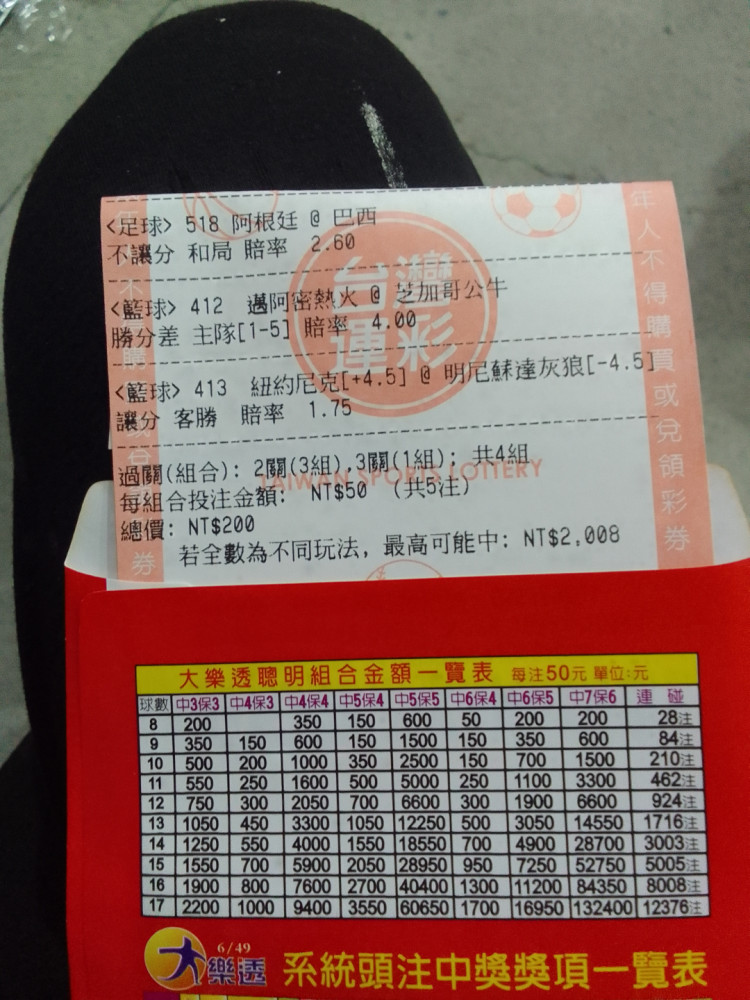 <足球> 518 阿根廷 @ 巴西
不讓分 和局 賠率 2.60
<籃球> 412 邁阿密熱火 @ 芝加哥公牛
勝分差 主隊[1-5] 賠率 4.00
<籃球> 413 紐約尼克[+4.5] @ 明尼蘇達灰狼[-4.5]
讓分 客勝 賠率 1.75
過關(組合): 2關(3組),3關(1組); 共4組
每組合投注金額: NT$50 (共5注)
總價: NT$200
若全數為不同玩法, 最高可能中: NT$2,008
台灣運彩
TAIWAN SPORTS LOTTERY
年人不得購買或兌領彩券
大樂透聰明組合金額一覽表 每注50元 單位:元
球數 中3保3 中4保3 中4保4 中5保4 中5保5 中6保4 中6保5 中7保6 連碰
8 200 350 150 600 50 200 200 28注
9 350 150 600 150 1500 150 350 600 84注
10 500 200 1000 350 2500 150 700 1500 210注
11 550 250 1600 500 5000 250 1100 3300 462注
12 750 300 2050 700 6600 300 1900 6600 924注
13 1050 450 3300 1050 12250 500 3050 14550 1716注
14 1250 550 4000 1550 18550 700 4900 28700 3003注
15 1550 700 5900 2050 28950 950 7250 52750 5005注
16 1900 800 7600 2700 40400 1300 11200 84350 8008注
17 2200 1000 9400 3550 60650 1700 16950 132400 12376注
6/49
大樂透 系統頭注中獎獎項一覽表